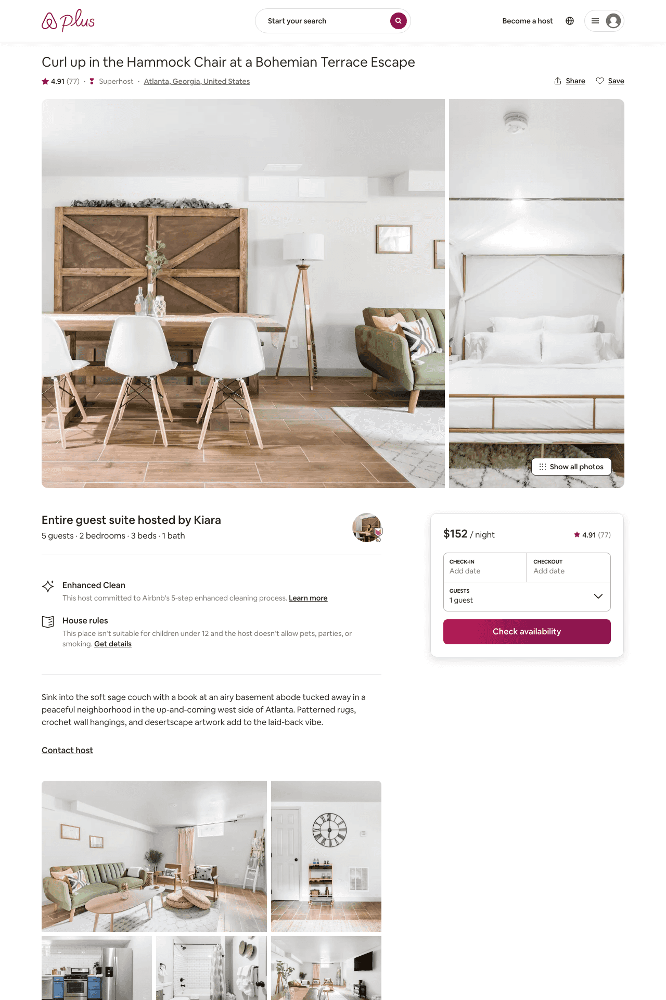 plus
Start your search
Become a host
Curl up in the Hammock Chair at a Bohemian Terrace Escape
4.91 (77) · Superhost · Atlanta, Georgia, United States
Share
Save
Show all photos
Entire guest suite hosted by Kiara
5 guests · 2 bedrooms · 3 beds · 1 bath
$152 / night
4.91 (77)
CHECK-IN
Add date
CHECKOUT
Add date
GUESTS
1 guest
Check availability
Enhanced Clean
This host committed to Airbnb's 5-step enhanced cleaning process. Learn more
House rules
This place isn’t suitable for children under 12 and the host doesn’t allow pets, parties, or
smoking. Get details
Sink into the soft sage couch with a book at an airy basement abode tucked away in a
peaceful neighborhood in the up-and-coming west side of Atlanta. Patterned rugs,
crochet wall hangings, and desertscape artwork add to the laid-back vibe.
Contact host